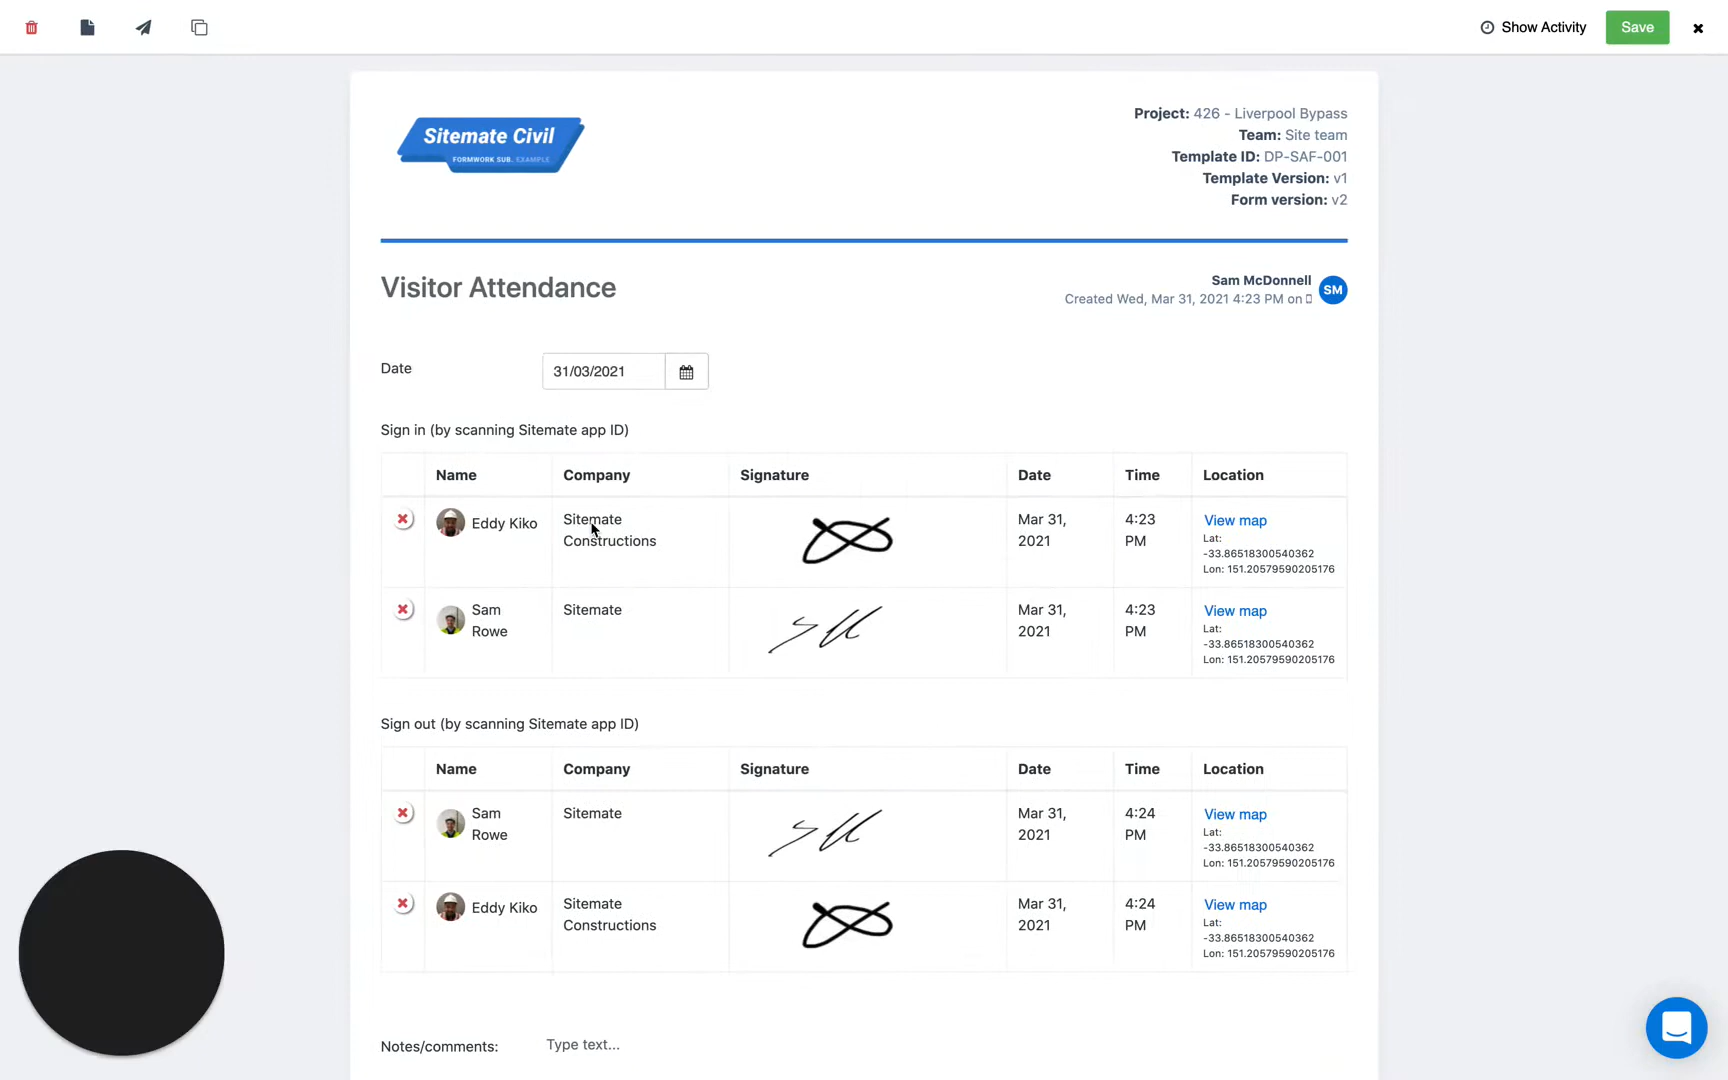 Show Activity
Save
Sitemate Civil
FORMWORK SUB. EXAMPLE
Project: 426 - Liverpool Bypass
Team: Site team
Template ID: DP-SAF-001
Template Version: v1
Form version: v2
Visitor Attendance
Sam McDonnell
Created Wed, Mar 31, 2021 4:23 PM on
SM
Date
31/03/2021
Sign in (by scanning Sitemate app ID)
Name Company Signature Date Time Location
Eddy Kiko
Sitemate
Constructions
Mar 31,
2021
4:23
PM
View map
Lat:
-33.86518300540362
Lon: 151.20579590205176
Sam
Rowe
Sitemate
Mar 31,
2021
4:23
PM
View map
Lat:
-33.86518300540362
Lon: 151.20579590205176
Sign out (by scanning Sitemate app ID)
Name Company Signature Date Time Location
Sam
Rowe
Sitemate
Mar 31,
2021
4:24
PM
View map
Lat:
-33.86518300540362
Lon: 151.20579590205176
Eddy Kiko
Sitemate
Constructions
Mar 31,
2021
4:24
PM
View map
Lat:
-33.86518300540362
Lon: 151.20579590205176
Notes/comments:
Type text...